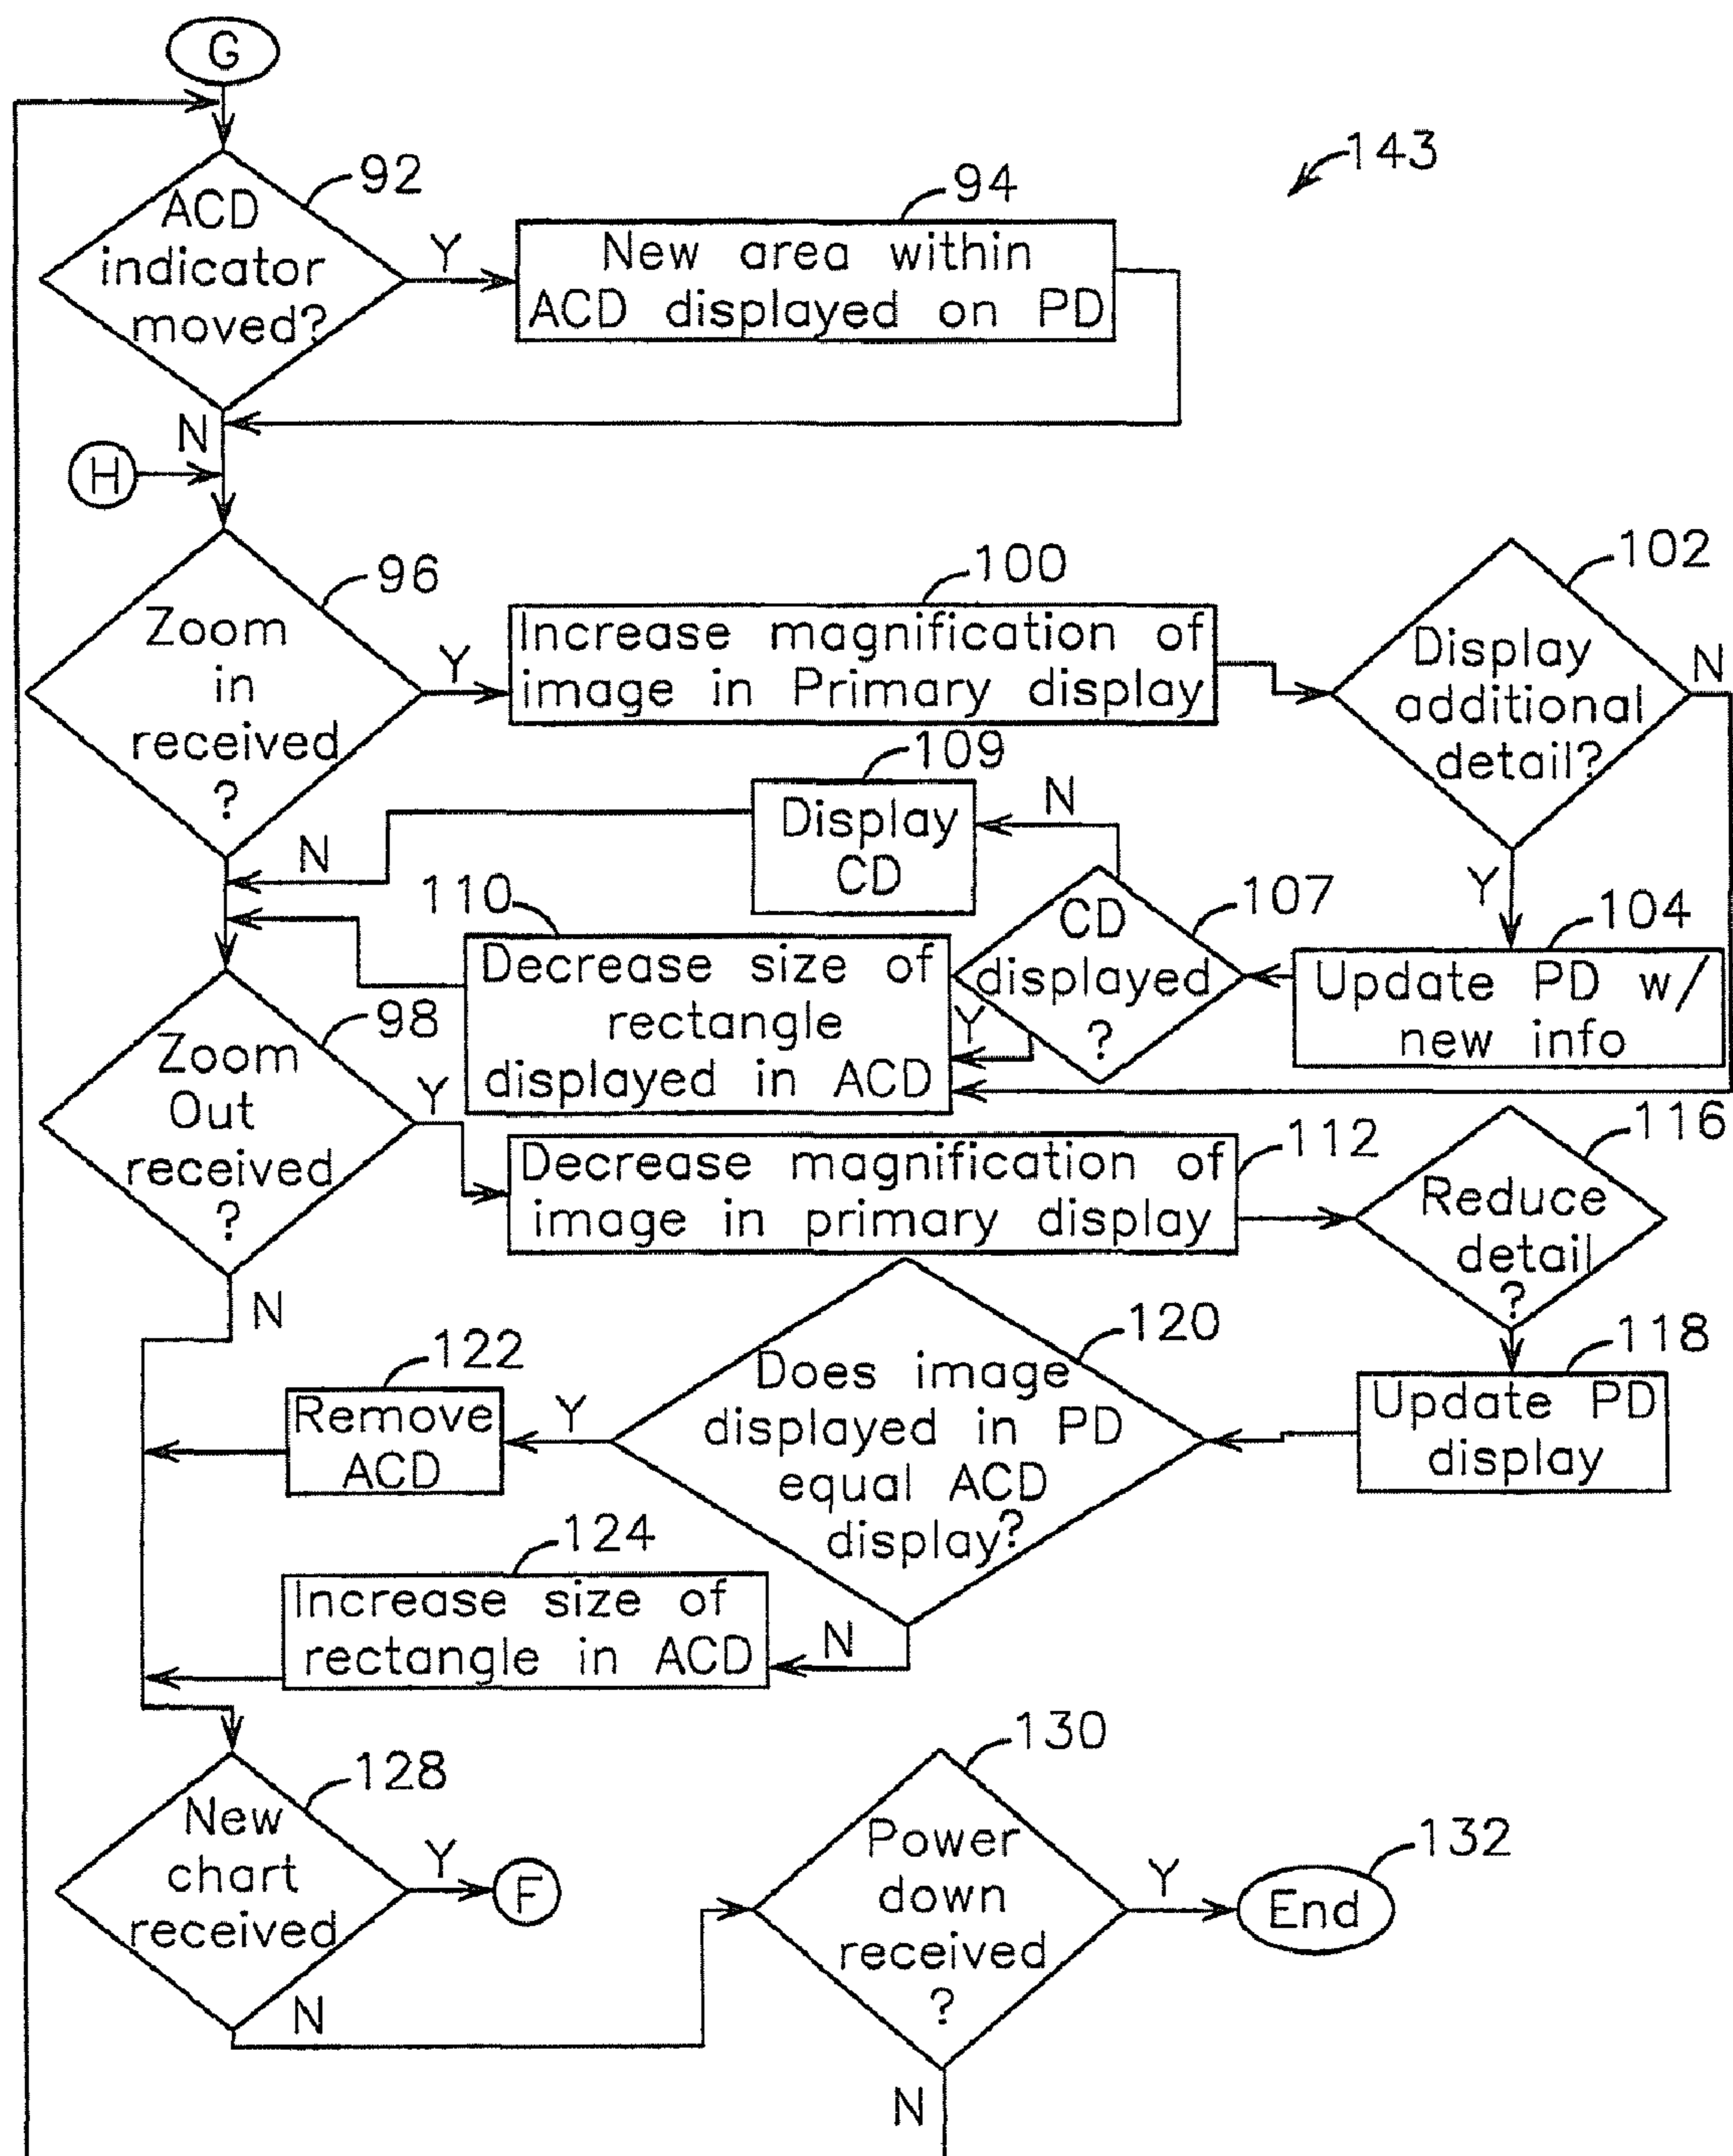 G
143
92
ACD
indicator
moved?
Y
94
New area within
ACD displayed on PD
N
H
96
Zoom
in
received
?
Y
100
Increase magnification of
image in Primary display
102
Display
additional
detail?
N
Y
109
Display
CD
N
N
110
Decrease size of
rectangle
displayed in ACD
107
CD
displayed
?
Y
104
Update PD w/
new info
98
Zoom
Out
received
?
Y
112
Decrease magnification of
image in primary display
116
Reduce
detail
?
N
118
Update PD
display
120
Does image
displayed in PD
equal ACD
display?
Y
122
Remove
ACD
124
Increase size of
rectangle in ACD
N
128
New
chart
received
Y
F
N
130
Power
down
received
?
Y
132
End
N